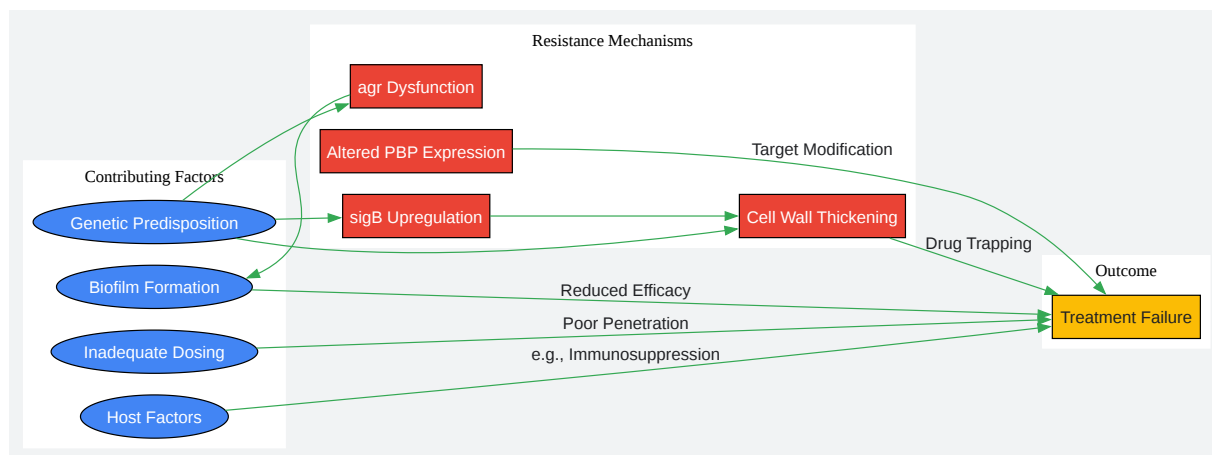 Resistance Mechanisms
agr Dysfunction
Altered PBP Expression
Target Modification
Contributing Factors
Genetic Predisposition
sigB Upregulation
Cell Wall Thickening
Drug Trapping
Outcome
Biofilm Formation
Reduced Efficacy
Treatment Failure
Poor Penetration
Inadequate Dosing
e.g., Immunosuppression
Host Factors